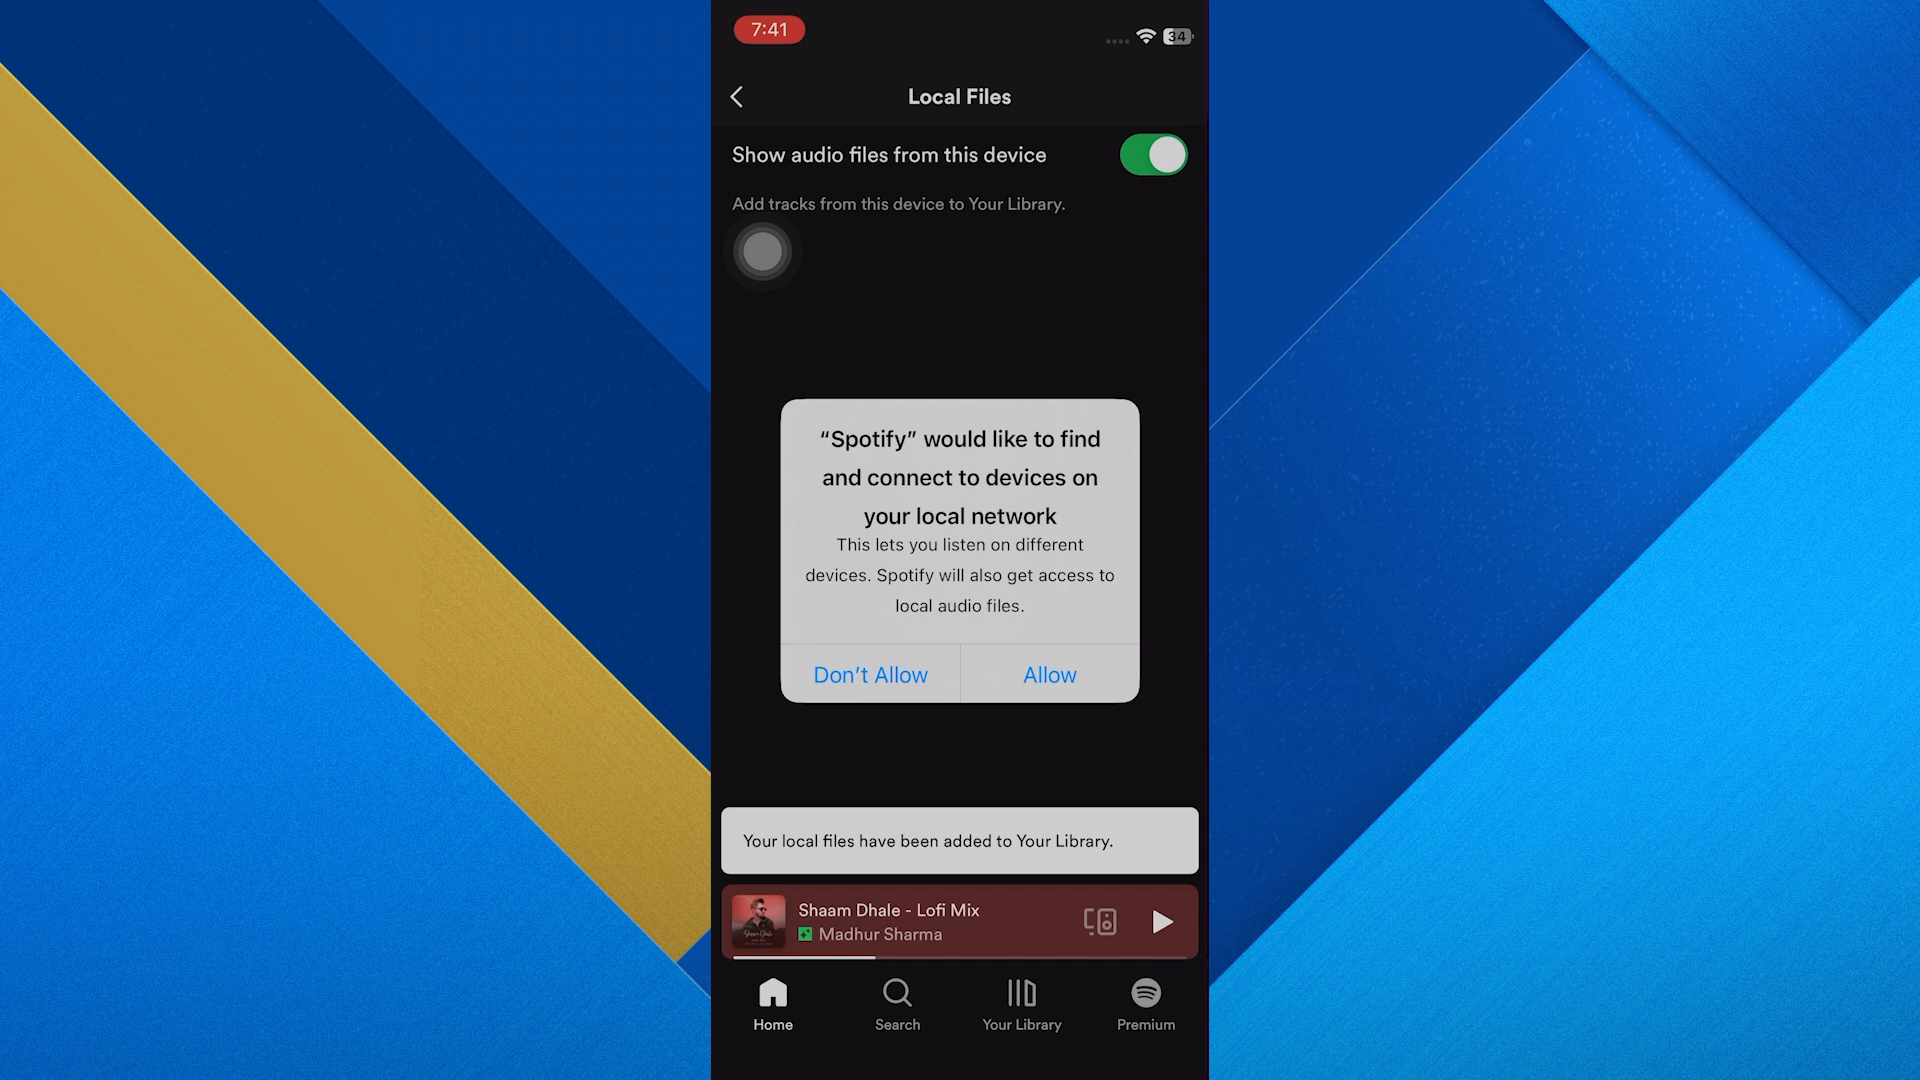 7:41
34
Local Files
Show audio files from this device
Add tracks from this device to Your Library.
“Spotify” would like to find
and connect to devices on
your local network
This lets you listen on different
devices. Spotify will also get access to
local audio files.
Don’t Allow
Allow
Your local files have been added to Your Library.
Shaam Dhale - Lofi Mix
Madhur Sharma
Home
Search
Your Library
Premium